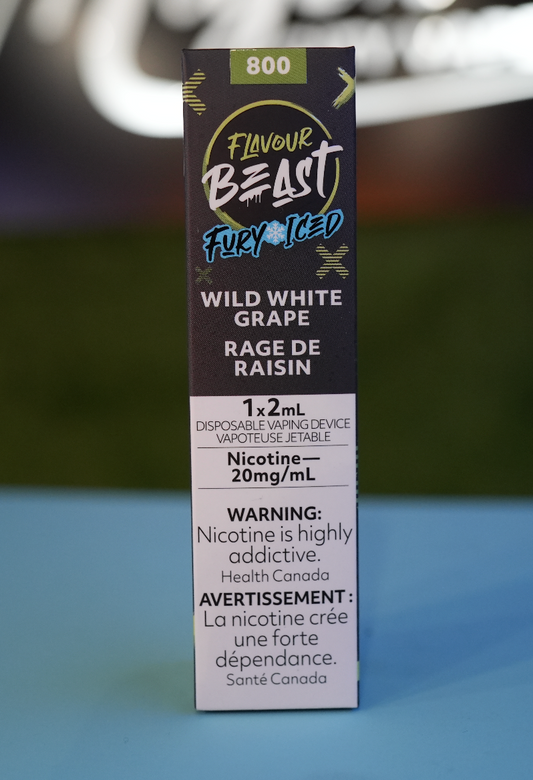 800
FLAVOUR
BEAST
FURY ICED
WILD WHITE
GRAPE
RAGE DE
RAISIN
1x2mL
DISPOSABLE VAPING DEVICE
VAPOTEUSE JETABLE
Nicotine—
20mg/mL
WARNING:
Nicotine is highly
addictive.
Health Canada
AVERTISSEMENT :
La nicotine crée
une forte
dépendance.
Santé Canada